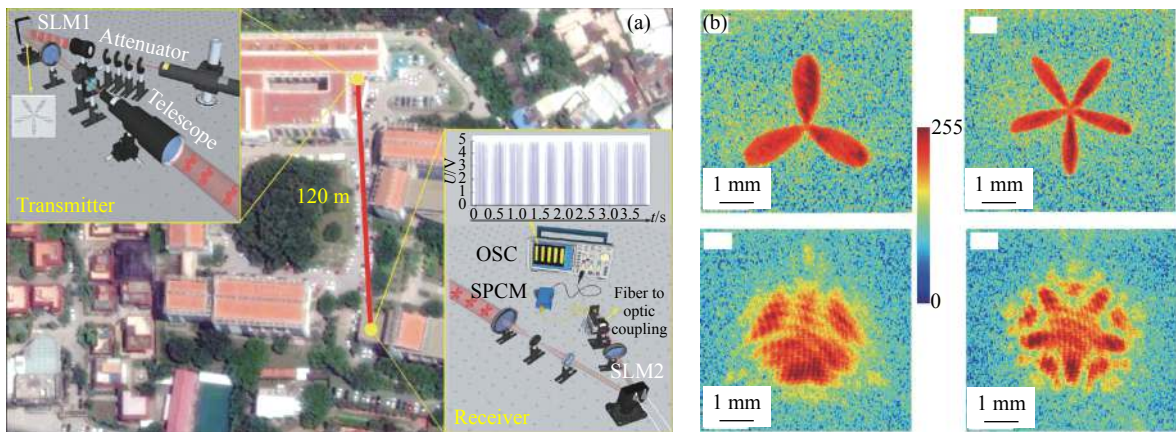 (a)
SLM1
Attenuator
Telescope
Transmitter
120 m
U/V
5
4
3
2
1
0
0 0.5 1.0 1.5 2.0 2.5 3.0 3.5 t/s
OSC
SPCM
Fiber to
optic
coupling
SLM2
Receiver
(b)
1 mm
1 mm
255
0
1 mm
1 mm